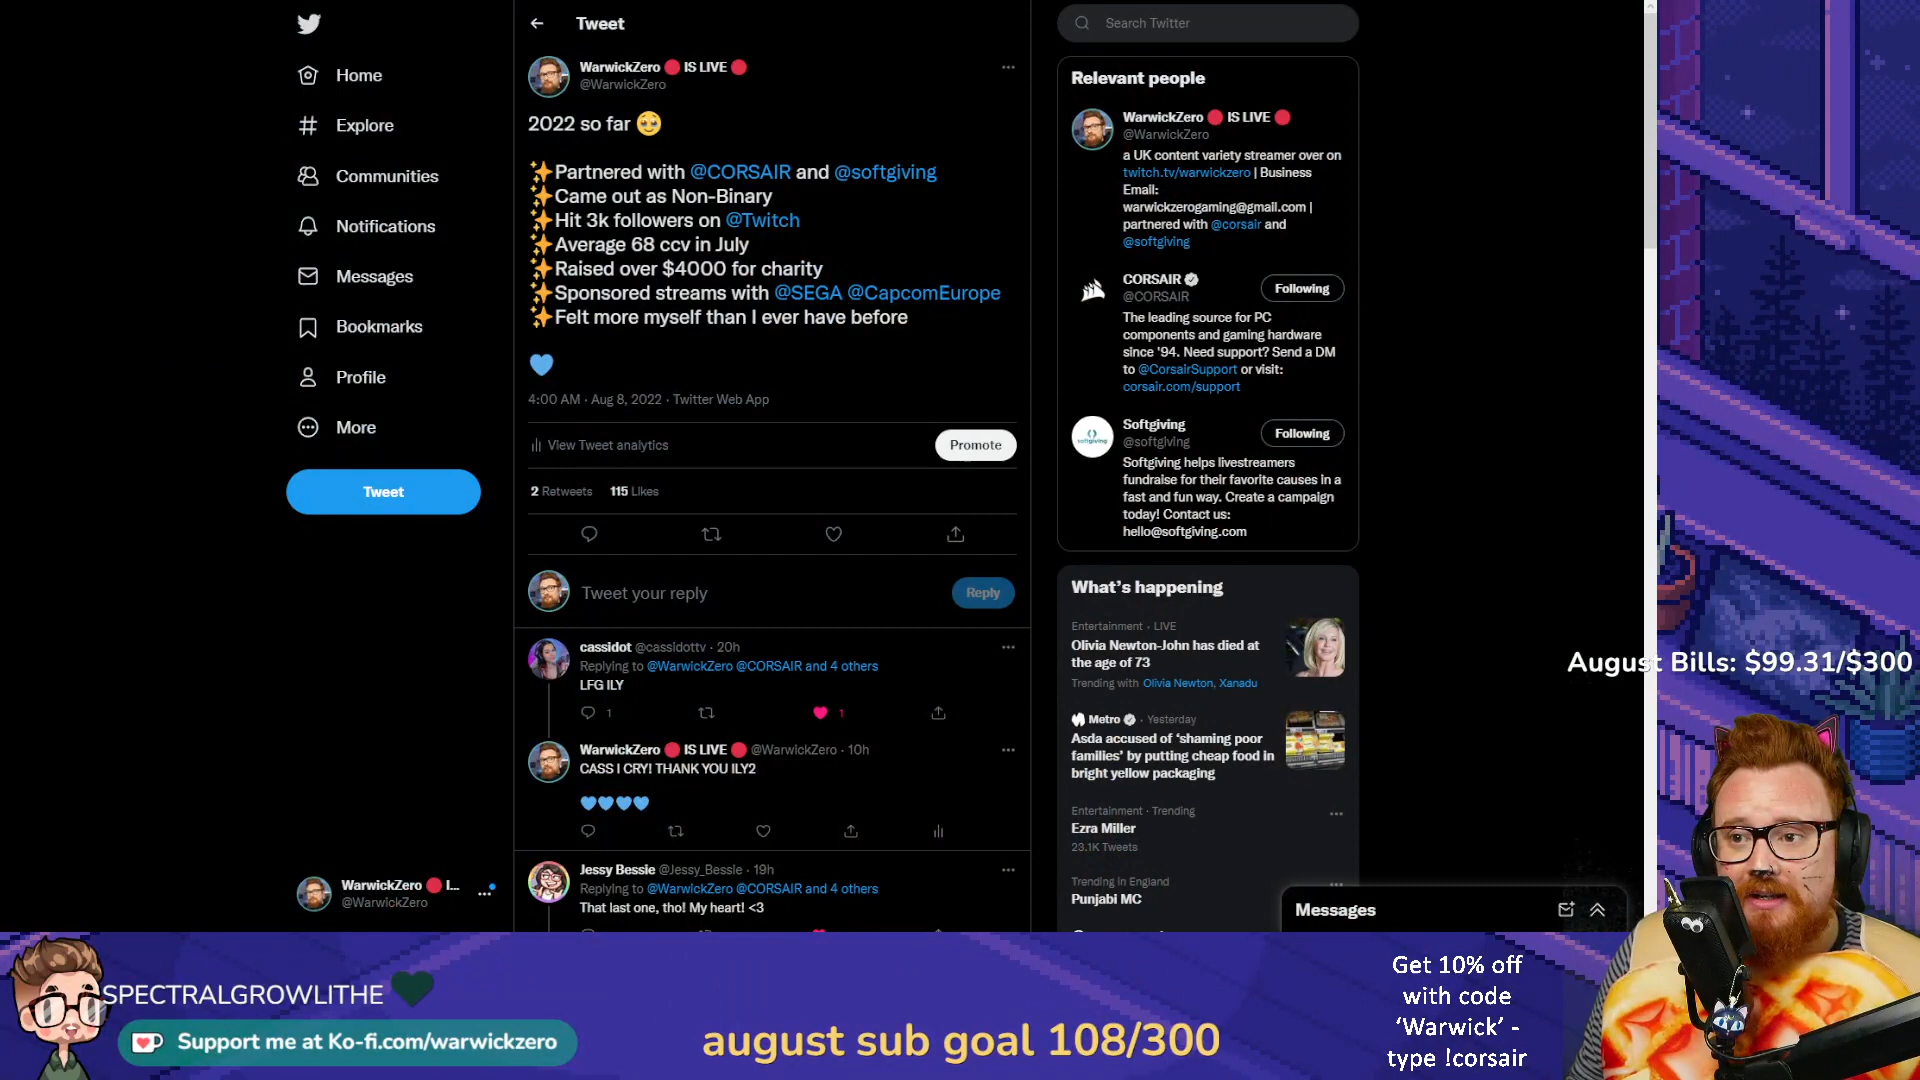 Home
Explore
Communities
Notifications
Messages
Bookmarks
Profile
More
Tweet
WarwickZero 🔴 I...
@WarwickZero
Tweet
WarwickZero 🔴 IS LIVE 🔴
@WarwickZero
2022 so far 🥹
✨Partnered with @CORSAIR and @softgiving
✨Came out as Non-Binary
✨Hit 3k followers on @Twitch
✨Average 68 ccv in July
✨Raised over $4000 for charity
✨Sponsored streams with @SEGA @CapcomEurope
✨Felt more myself than I ever have before
💙
4:00 AM · Aug 8, 2022 · Twitter Web App
View Tweet analytics
Promote
2 Retweets 115 Likes
Tweet your reply
Reply
cassidot @cassidottv · 20h
Replying to @WarwickZero @CORSAIR and 4 others
LFG ILY
1
1
WarwickZero 🔴 IS LIVE 🔴 @WarwickZero · 10h
CASS I CRY! THANK YOU ILY2
💙💙💙💙
Jessy Bessie @Jessy_Bessie · 19h
Replying to @WarwickZero @CORSAIR and 4 others
That last one, tho! My heart! <3
Search Twitter
Relevant people
WarwickZero 🔴 IS LIVE 🔴
@WarwickZero
a UK content variety streamer over on
twitch.tv/warwickzero | Business
Email:
warwickzerogaming@gmail.com |
partnered with @corsair and
@softgiving
CORSAIR
@CORSAIR
Following
The leading source for PC
components and gaming hardware
since '94. Need support? Send a DM
to @CorsairSupport or visit:
corsair.com/support
softgiving
Softgiving
@softgiving
Following
Softgiving helps livestreamers
fundraise for their favorite causes in a
fast and fun way. Create a campaign
today! Contact us:
hello@softgiving.com
What's happening
Entertainment · LIVE
Olivia Newton-John has died at
the age of 73
Trending with Olivia Newton, Xanadu
Metro · Yesterday
Asda accused of 'shaming poor
families' by putting cheap food in
bright yellow packaging
Entertainment · Trending
Ezra Miller
23.1K Tweets
Trending in England
Punjabi MC
Messages
August Bills: $99.31/$300
SPECTRALGROWLITHE
Support me at Ko-fi.com/warwickzero
august sub goal 108/300
Get 10% off
with code
'Warwick' -
type !corsair